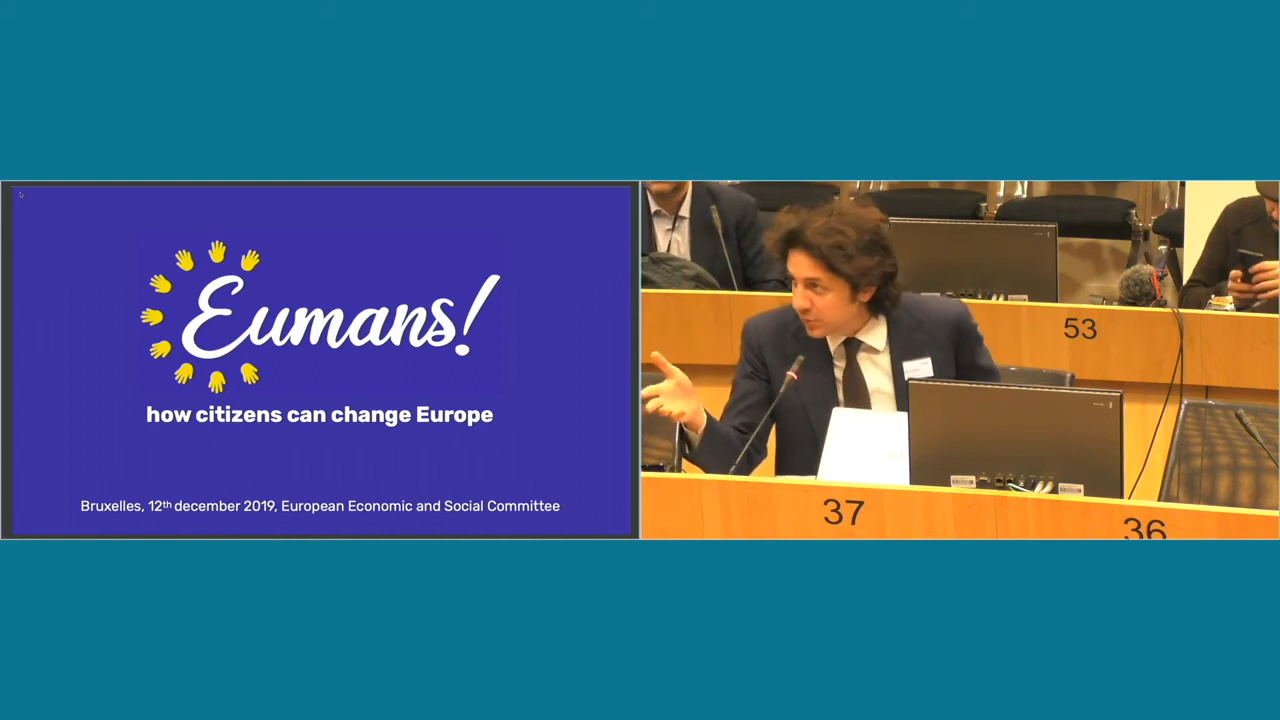 Eumans!
how citizens can change Europe
Bruxelles, 12th december 2019, European Economic and Social Committee
53
37
36